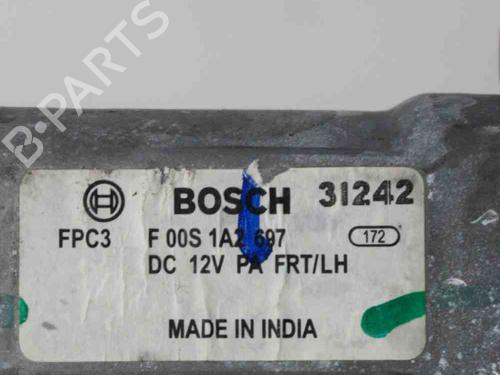 B-PARTS
BOSCH 31242
FPC3 F 00S 1A2 697 172
DC 12V PA FRT/LH
MADE IN INDIA